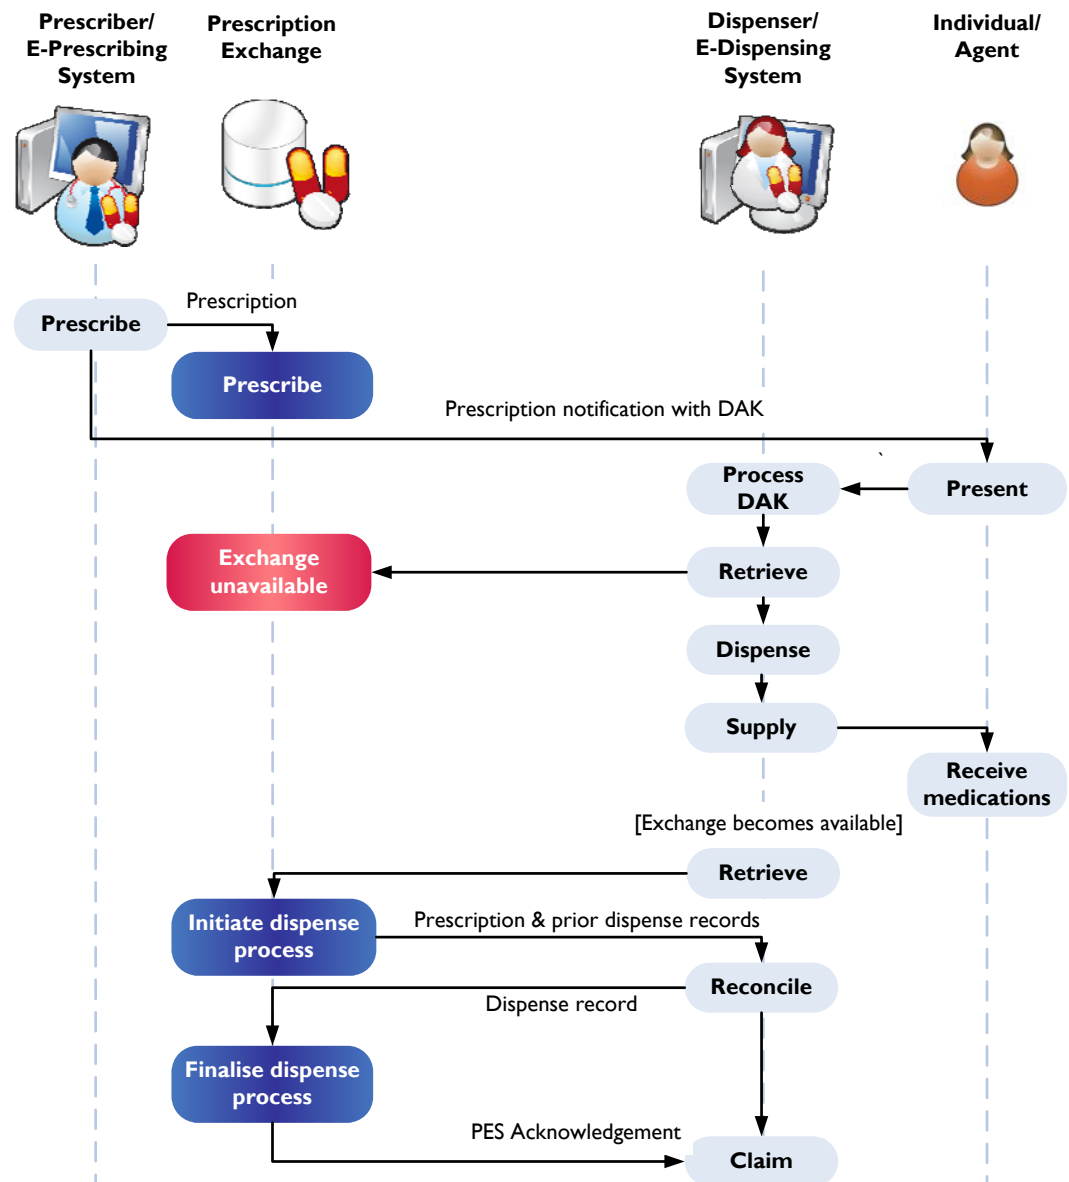 Prescriber/
E-Prescribing
System
Prescription
Exchange
Dispenser/
E-Dispensing
System
Individual/
Agent
Prescription
Prescribe
Prescribe
Prescription notification with DAK
`
Process
DAK
Present
Exchange
unavailable
Retrieve
Dispense
Supply
Receive
medications
[Exchange becomes available]
Retrieve
Initiate dispense
process
Prescription & prior dispense records
Reconcile
Dispense record
Finalise dispense
process
PES Acknowledgement
Claim